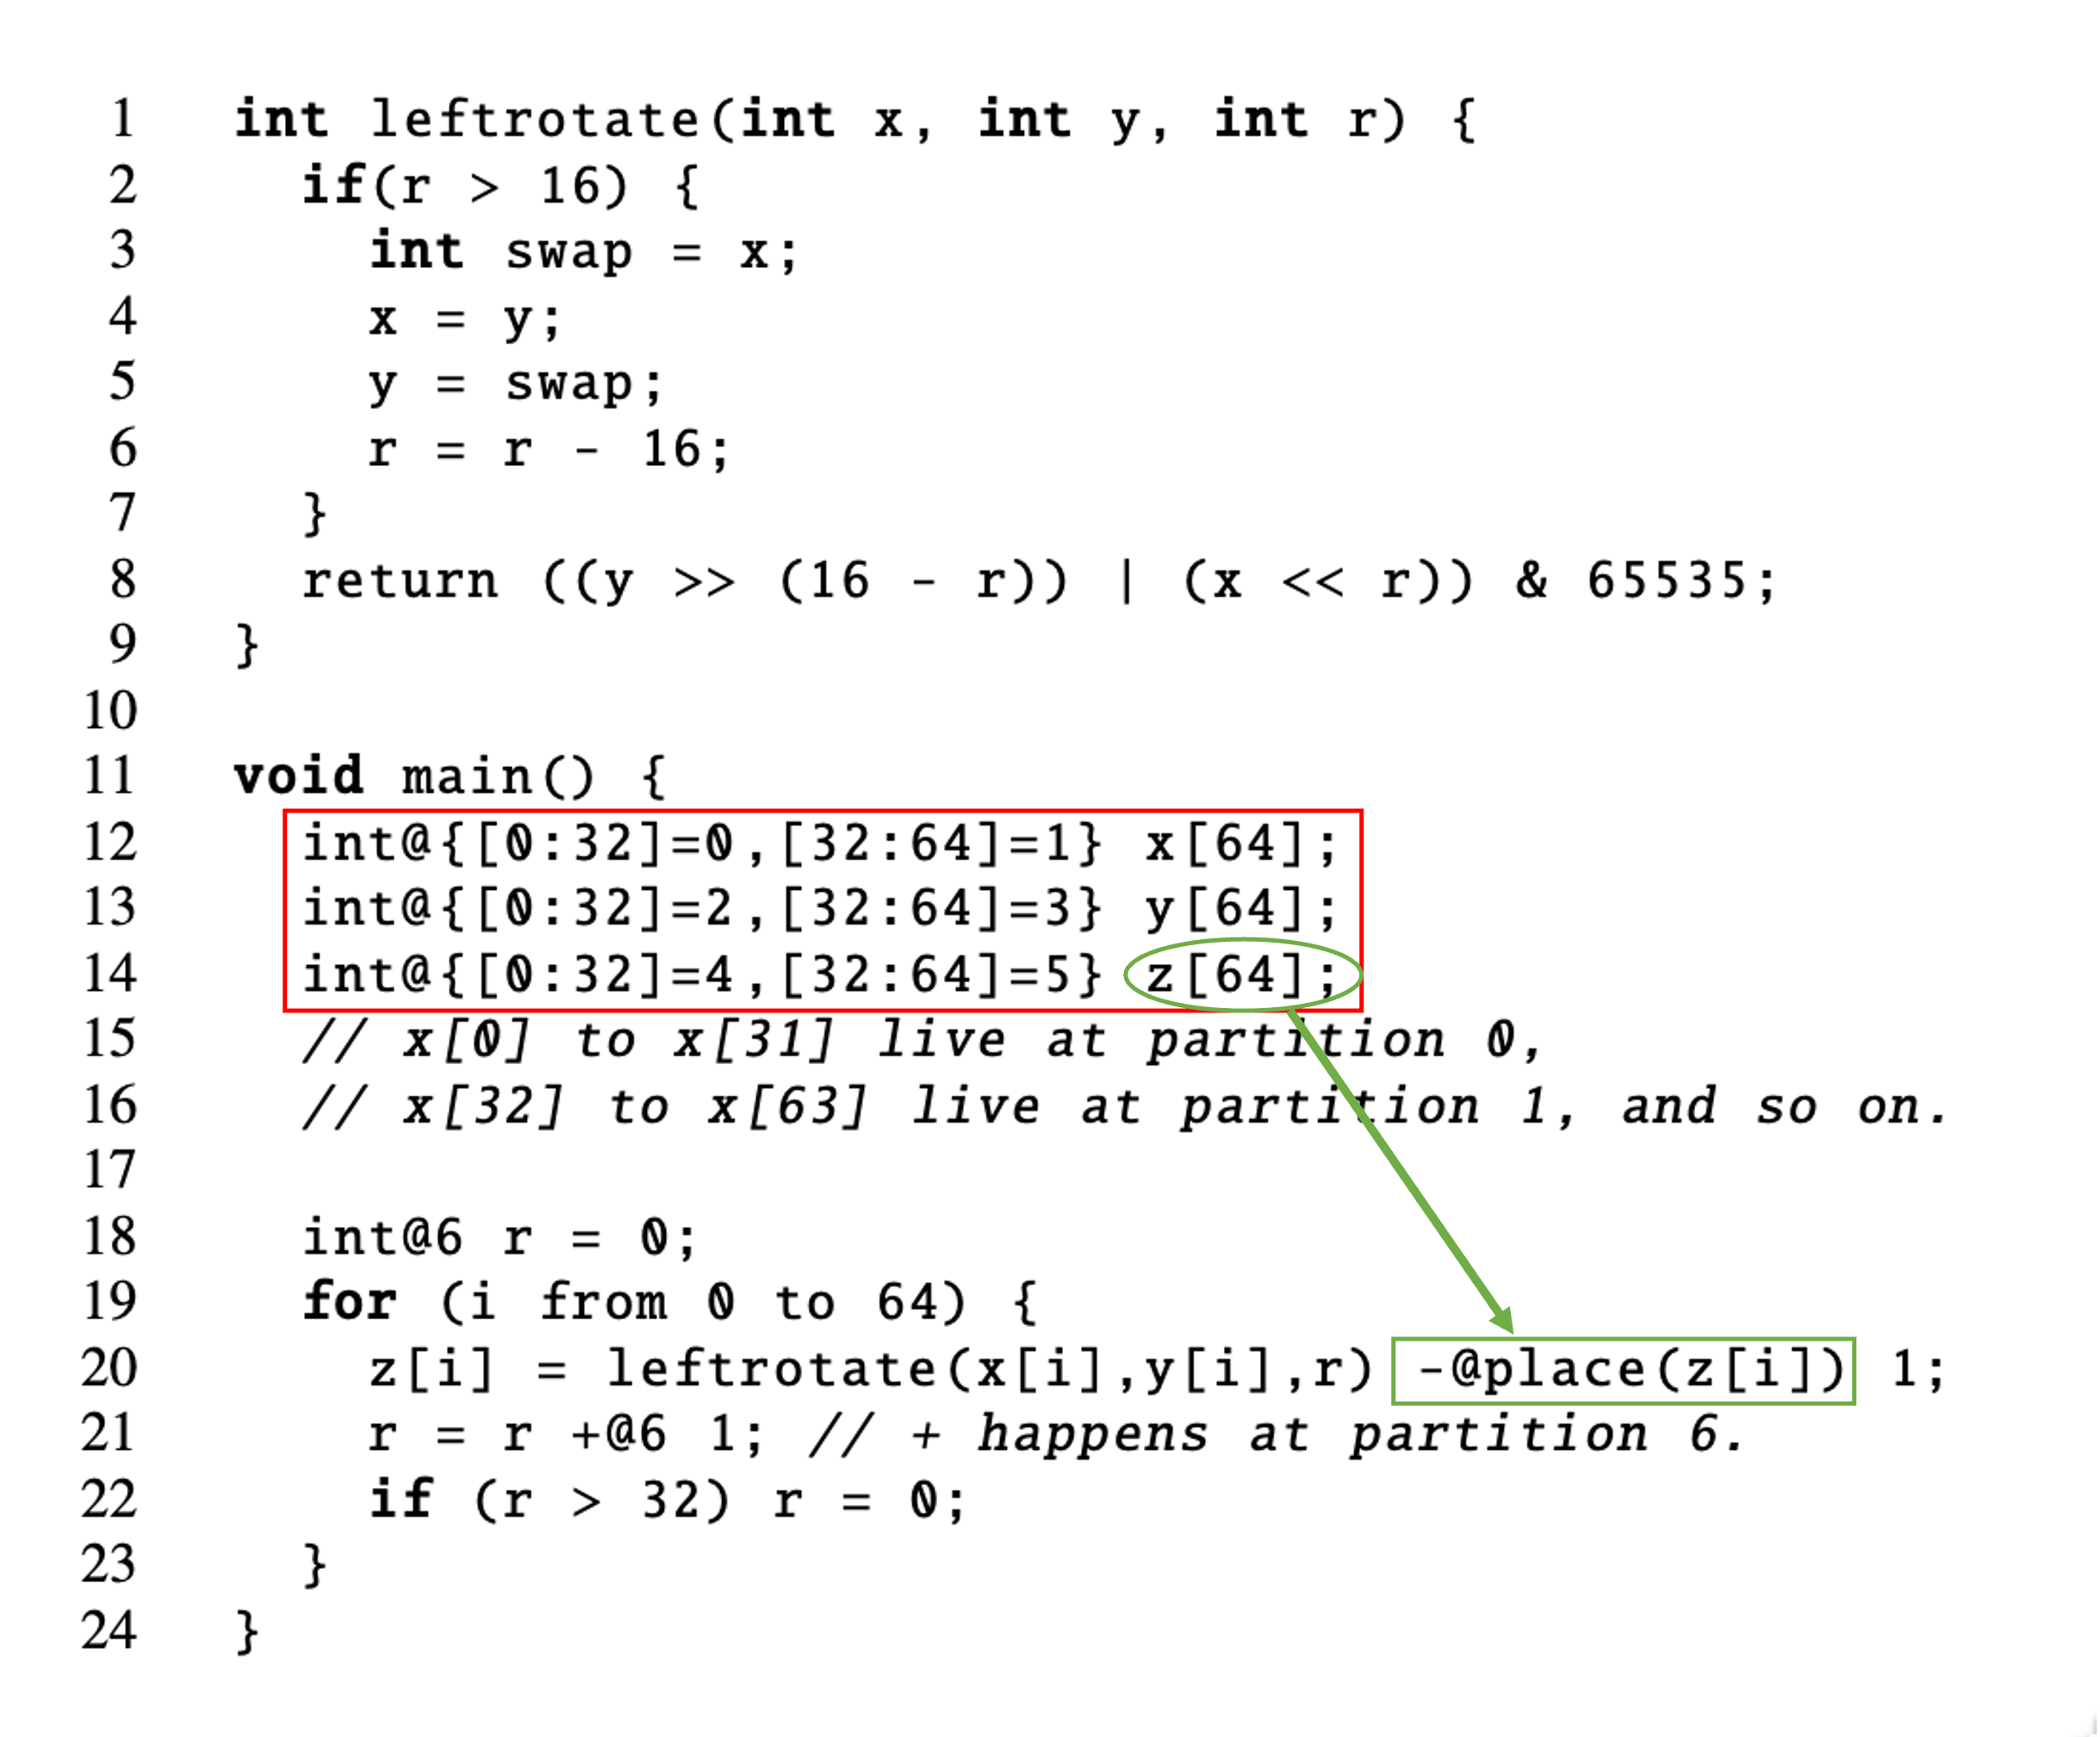 1 int leftrotate(int x, int y, int r) {
2 if(r > 16) {
3 int swap = x;
4 x = y;
5 y = swap;
6 r = r - 16;
7 }
8 return ((y >> (16 - r)) | (x << r)) & 65535;
9 }
10
11 void main() {
12 int@{[0:32]=0,[32:64]=1} x[64];
13 int@{[0:32]=2,[32:64]=3} y[64];
14 int@{[0:32]=4,[32:64]=5} z[64];
15 // x[0] to x[31] live at partition 0,
16 // x[32] to x[63] live at partition 1, and so on.
17
18 int@6 r = 0;
19 for (i from 0 to 64) {
20 z[i] = leftrotate(x[i],y[i],r) -@place(z[i]) 1;
21 r = r +@6 1; // + happens at partition 6.
22 if (r > 32) r = 0;
23 }
24 }